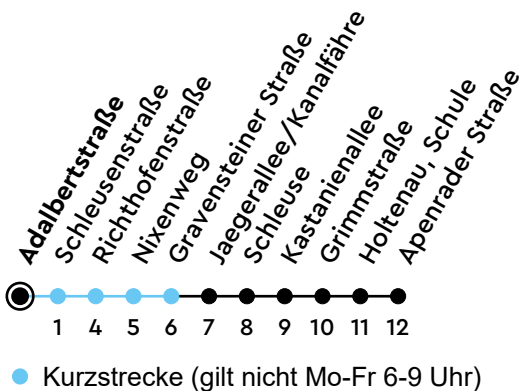 Adalbertstraße
Schleusenstraße
Richthofenstraße
Nixenweg
Gravensteiner Straße
Jaegerallee/Kanalfähre
Schleuse
Kastanienallee
Grimmstraße
Holtenau, Schule
Apenrader Straße
1 4 5 6 7 8 9 10 11 12
Kurzstrecke (gilt nicht Mo-Fr 6-9 Uhr)